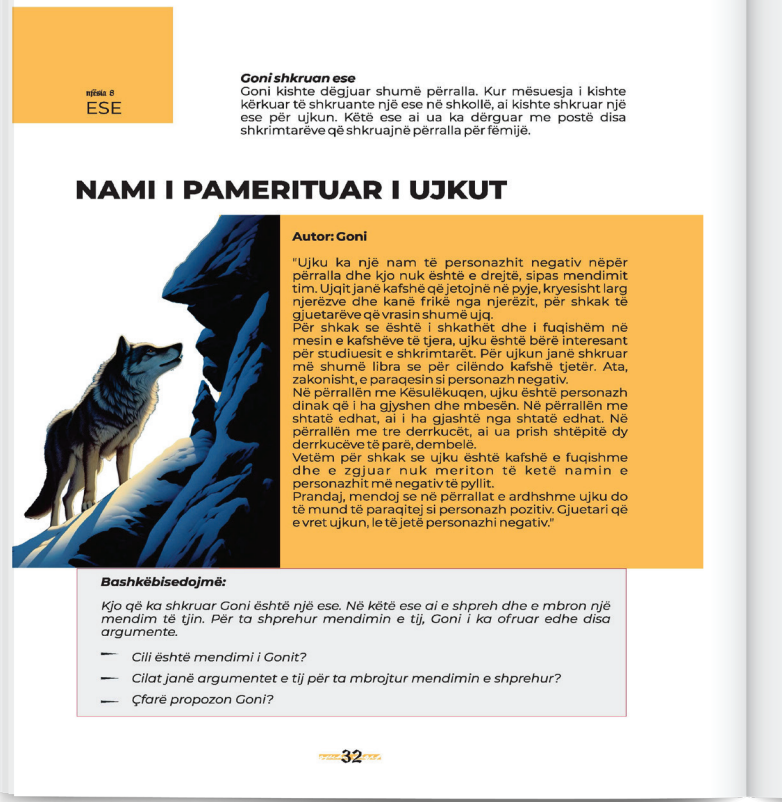 njësia 8
ESE
Goni shkruan ese
Goni kishte dëgjuar shumë përralla. Kur mësuesja i kishte
kërkuar të shkruante një ese në shkollë, ai kishte shkruar një
ese për ujkun. Këtë ese ai ua ka dërguar me postë disa
shkrimtarëve që shkruajnë përralla për fëmijë.
NAMI I PAMERITUAR I UJKUT
Autor: Goni
"Ujku ka një nam të personazhit negativ nëpër
përralla dhe kjo nuk është e drejtë, sipas mendimit
tim. Ujqit janë kafshë që jetojnë në pyje, kryesisht larg
njerëzve dhe kanë frikë nga njerëzit, për shkak të
gjuetarëve që vrasin shumë ujq.
Për shkak se është i shkathët dhe i fuqishëm në
mesin e kafshëve të tjera, ujku është bërë interesant
për studiuesit e shkrimtarët. Për ujkun janë shkruar
më shumë libra se për cilëndo kafshë tjetër. Ata,
zakonisht, e paraqesin si personazh negativ.
Në përrallën me Kësulëkuqen, ujku është personazh
dinak që i ha gjyshen dhe mbesën. Në përrallën me
shtatë edhat, ai i ha gjashtë nga shtatë edhat. Në
përrallën me tre derrkucët, ai ua prish shtëpitë dy
derrkucëve të parë, dembelë.
Vetëm për shkak se ujku është kafshë e fuqishme
dhe e zgjuar nuk meriton të ketë namin e
personazhit më negativ të pyllit.
Prandaj, mendoj se në përrallat e ardhshme ujku do
të mund të paraqitej si personazh pozitiv. Gjuetari që
e vret ujkun, le të jetë personazhi negativ."
Bashkëbisedojmë:
Kjo që ka shkruar Goni është një ese. Në këtë ese ai e shpreh dhe e mbron një
mendim të tjin. Për ta shprehur mendimin e tij, Goni i ka ofruar edhe disa
argumente.
— Cili është mendimi i Gonit?
— Cilat janë argumentet e tij për ta mbrojtur mendimin e shprehur?
— Çfarë propozon Goni?
32